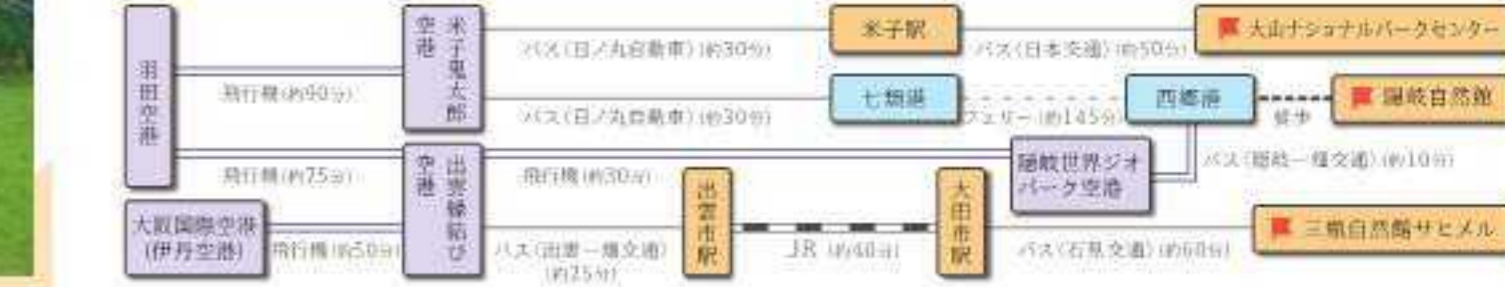 羽田空港
飛行機(約90分)
米子鬼太郎
空港
バス(日ノ丸自動車)(約30分)
米子駅
バス(日本交通)(約50分)
大山ナショナルパークセンター
バス(日ノ丸自動車)(約30分)
七類港
フェリー(約145分)
西郷港
徒歩
隠岐自然館
飛行機(約75分)
出雲縁結び
空港
飛行機(約30分)
隠岐世界ジオ
パーク空港
バス(隠岐一畑交通)(約10分)
大阪国際空港
(伊丹空港)
飛行機(約50分)
バス(出雲一畑交通)
(約25分)
出雲市駅
JR (約40分)
大田市駅
バス(石見交通)(約60分)
三瓶自然館サヒメル